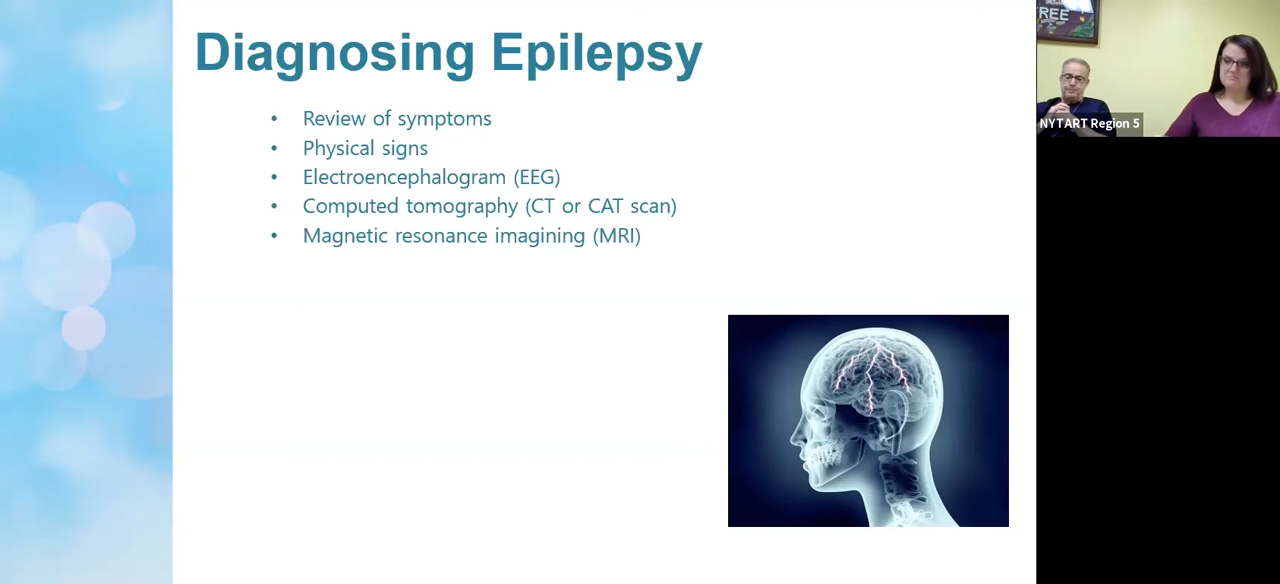 Diagnosing Epilepsy
• Review of symptoms
• Physical signs
• Electroencephalogram (EEG)
• Computed tomography (CT or CAT scan)
• Magnetic resonance imagining (MRI)
REE
NYTART Region 5